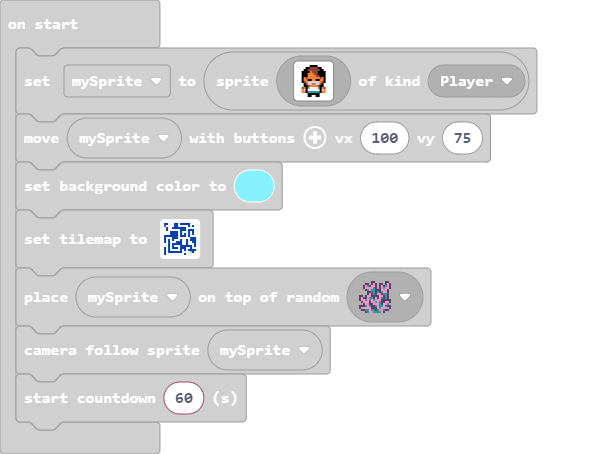 on start
set mySprite to sprite of kind Player
move mySprite with buttons + vx 100 vy 75
set background color to
set tilemap to
place mySprite on top of random
camera follow sprite mySprite
start countdown 60 (s)